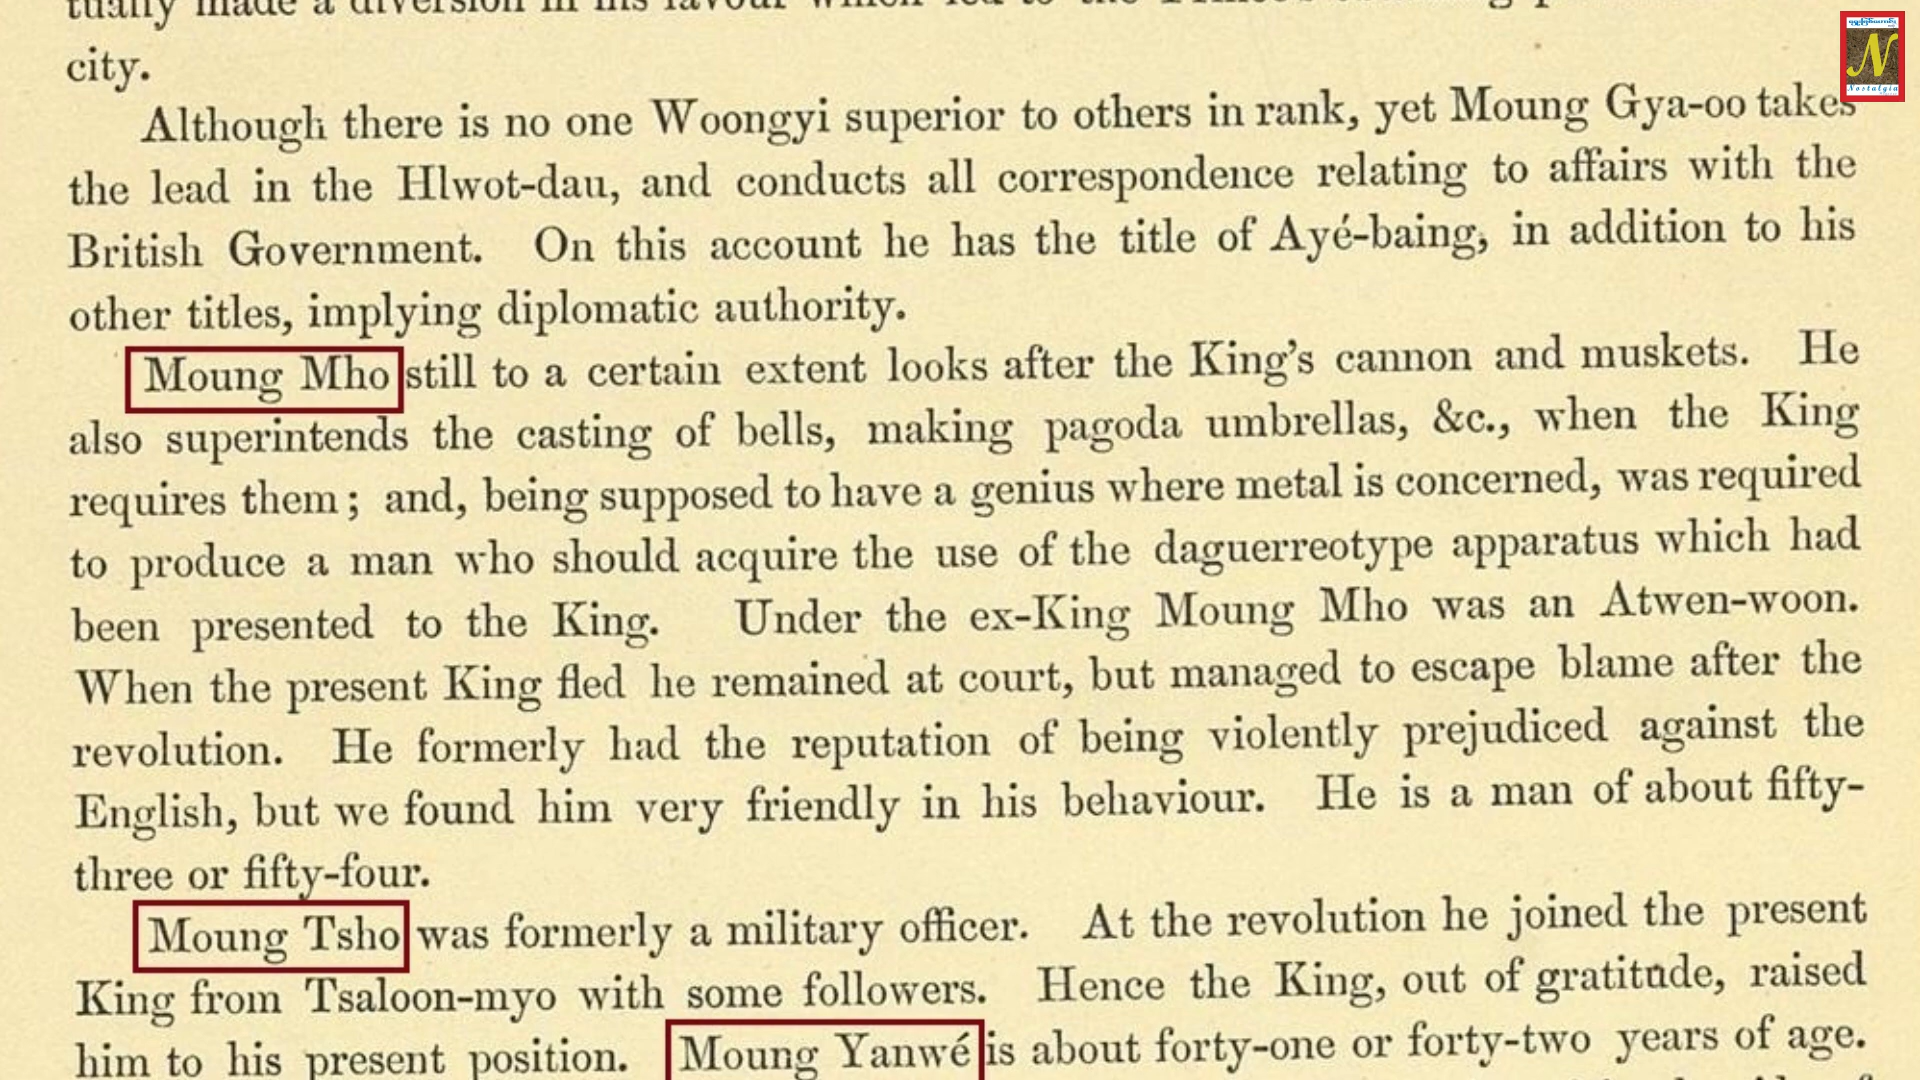 city.
Although there is no one Woongyi superior to others in rank, yet Moung Gya-oo takes
the lead in the Hlwot-dau, and conducts all correspondence relating to affairs with the
British Government. On this account he has the title of Ayé-baing, in addition to his
other titles, implying diplomatic authority.
Moung Mho still to a certain extent looks after the King's cannon and muskets. He
also superintends the casting of bells, making pagoda umbrellas, &c., when the King
requires them; and, being supposed to have a genius where metal is concerned, was required
to produce a man who should acquire the use of the daguerreotype apparatus which had
been presented to the King. Under the ex-King Moung Mho was an Atwen-woon.
When the present King fled he remained at court, but managed to escape blame after the
revolution. He formerly had the reputation of being violently prejudiced against the
English, but we found him very friendly in his behaviour. He is a man of about fifty-
three or fifty-four.
Moung Tsho was formerly a military officer. At the revolution he joined the present
King from Tsaloon-myo with some followers. Hence the King, out of gratitude, raised
him to his present position. Moung Yanwé is about forty-one or forty-two years of age.
N
Nostalgia